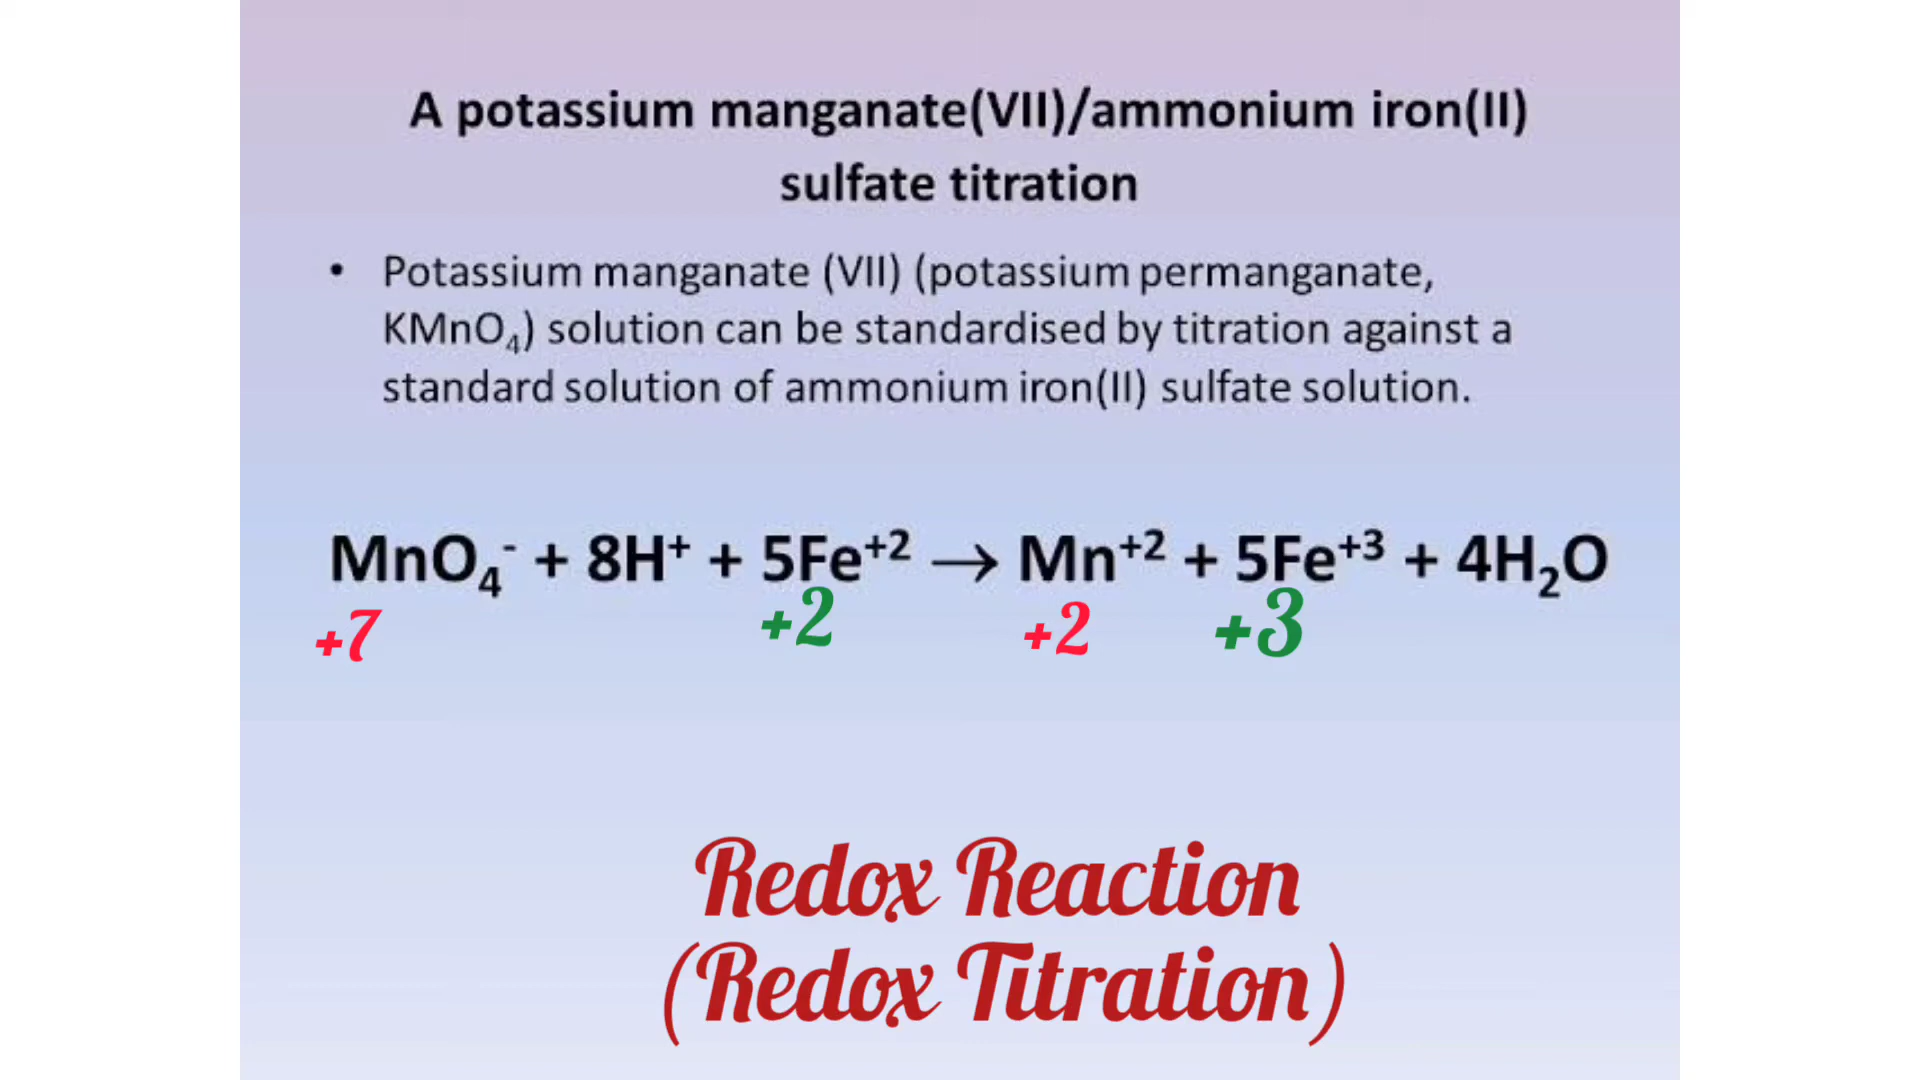 A potassium manganate(VII)/ammonium iron(II)
sulfate titration
• Potassium manganate (VII) (potassium permanganate,
KMnO₄) solution can be standardised by titration against a
standard solution of ammonium iron(II) sulfate solution.
MnO₄⁻ + 8H⁺ + 5Fe⁺² → Mn⁺² + 5Fe⁺³ + 4H₂O
+7 +2 +2 +3
Redox Reaction
(Redox Titration)